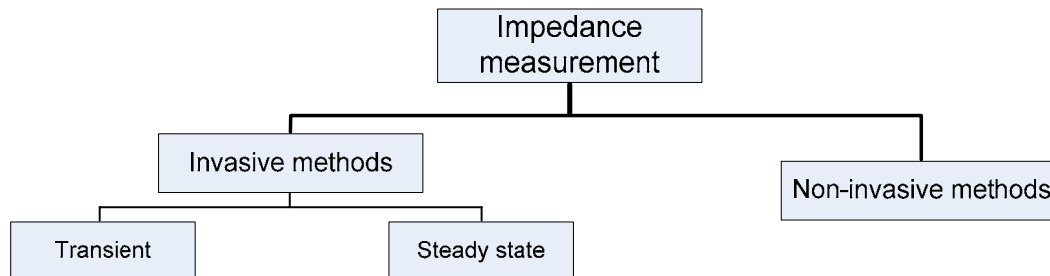 Impedance
measurement
Invasive methods
Non-invasive methods
Transient
Steady state